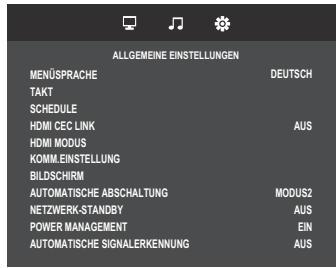 ALLGEMEINE EINSTELLUNGEN
MENÜSPRACHE DEUTSCH
TAKT
SCHEDULE
HDMI CEC LINK AUS
HDMI MODUS
KOMM.EINSTELLUNG
BILDSCHIRM
AUTOMATISCHE ABSCHALTUNG MODUS2
NETZWERK-STANDBY AUS
POWER MANAGEMENT EIN
AUTOMATISCHE SIGNALERKENNUNG AUS